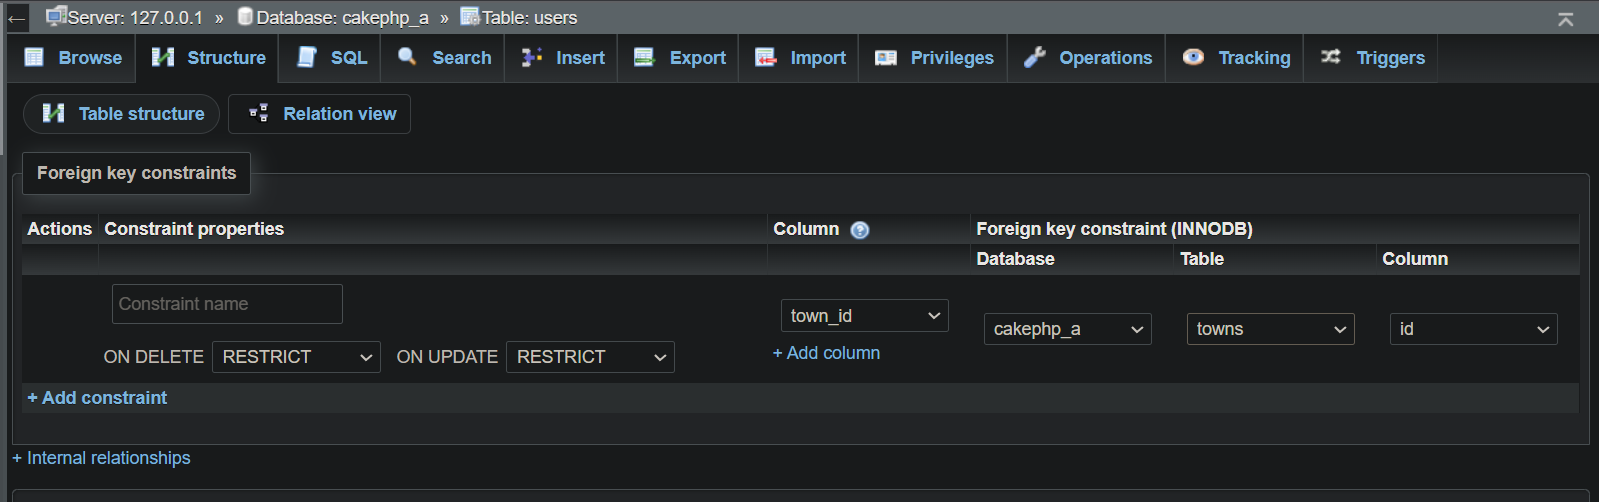 Server: 127.0.0.1 » Database: cakephp_a » Table: users
Browse Structure SQL Search Insert Export Import Privileges Operations Tracking Triggers
Table structure Relation view
Foreign key constraints
Actions Constraint properties Column Foreign key constraint (INNODB)
Database Table Column
Constraint name
town_id
cakephp_a towns id
ON DELETE RESTRICT ON UPDATE RESTRICT
+ Add column
+ Add constraint
+ Internal relationships